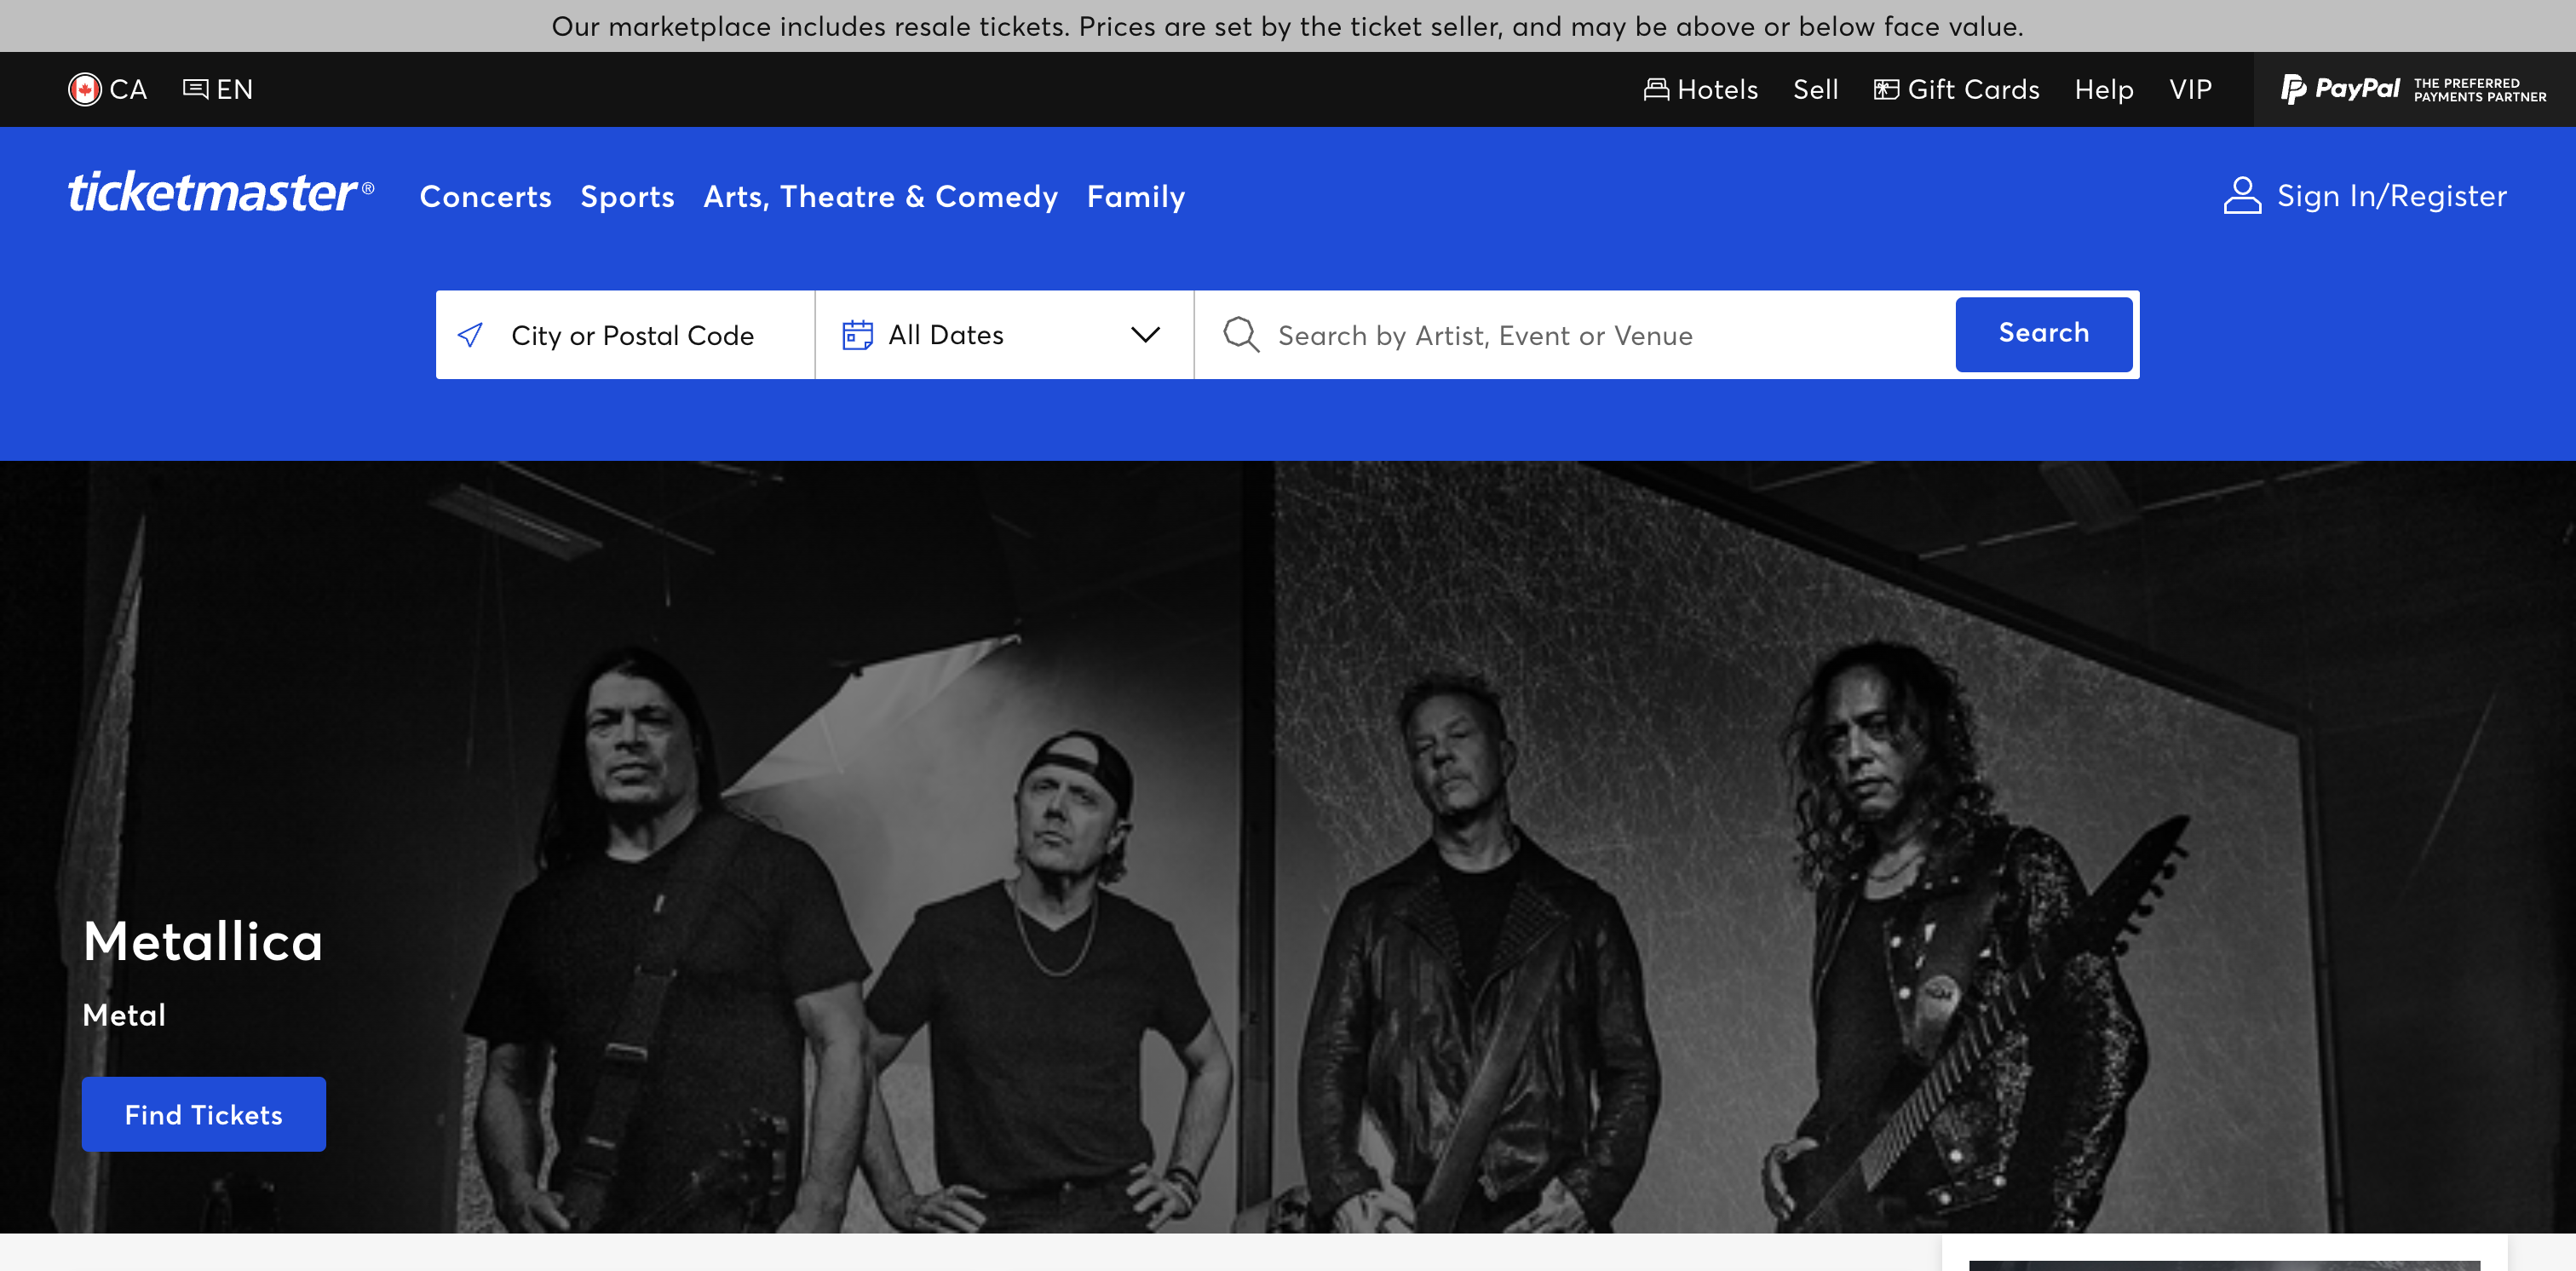 Our marketplace includes resale tickets. Prices are set by the ticket seller, and may be above or below face value.
CA EN Hotels Sell Gift Cards Help VIP PayPal THE PREFERRED
PAYMENTS PARTNER
ticketmaster® Concerts Sports Arts, Theatre & Comedy Family Sign In/Register
City or Postal Code All Dates Search by Artist, Event or Venue Search
Metallica
Metal
Find Tickets